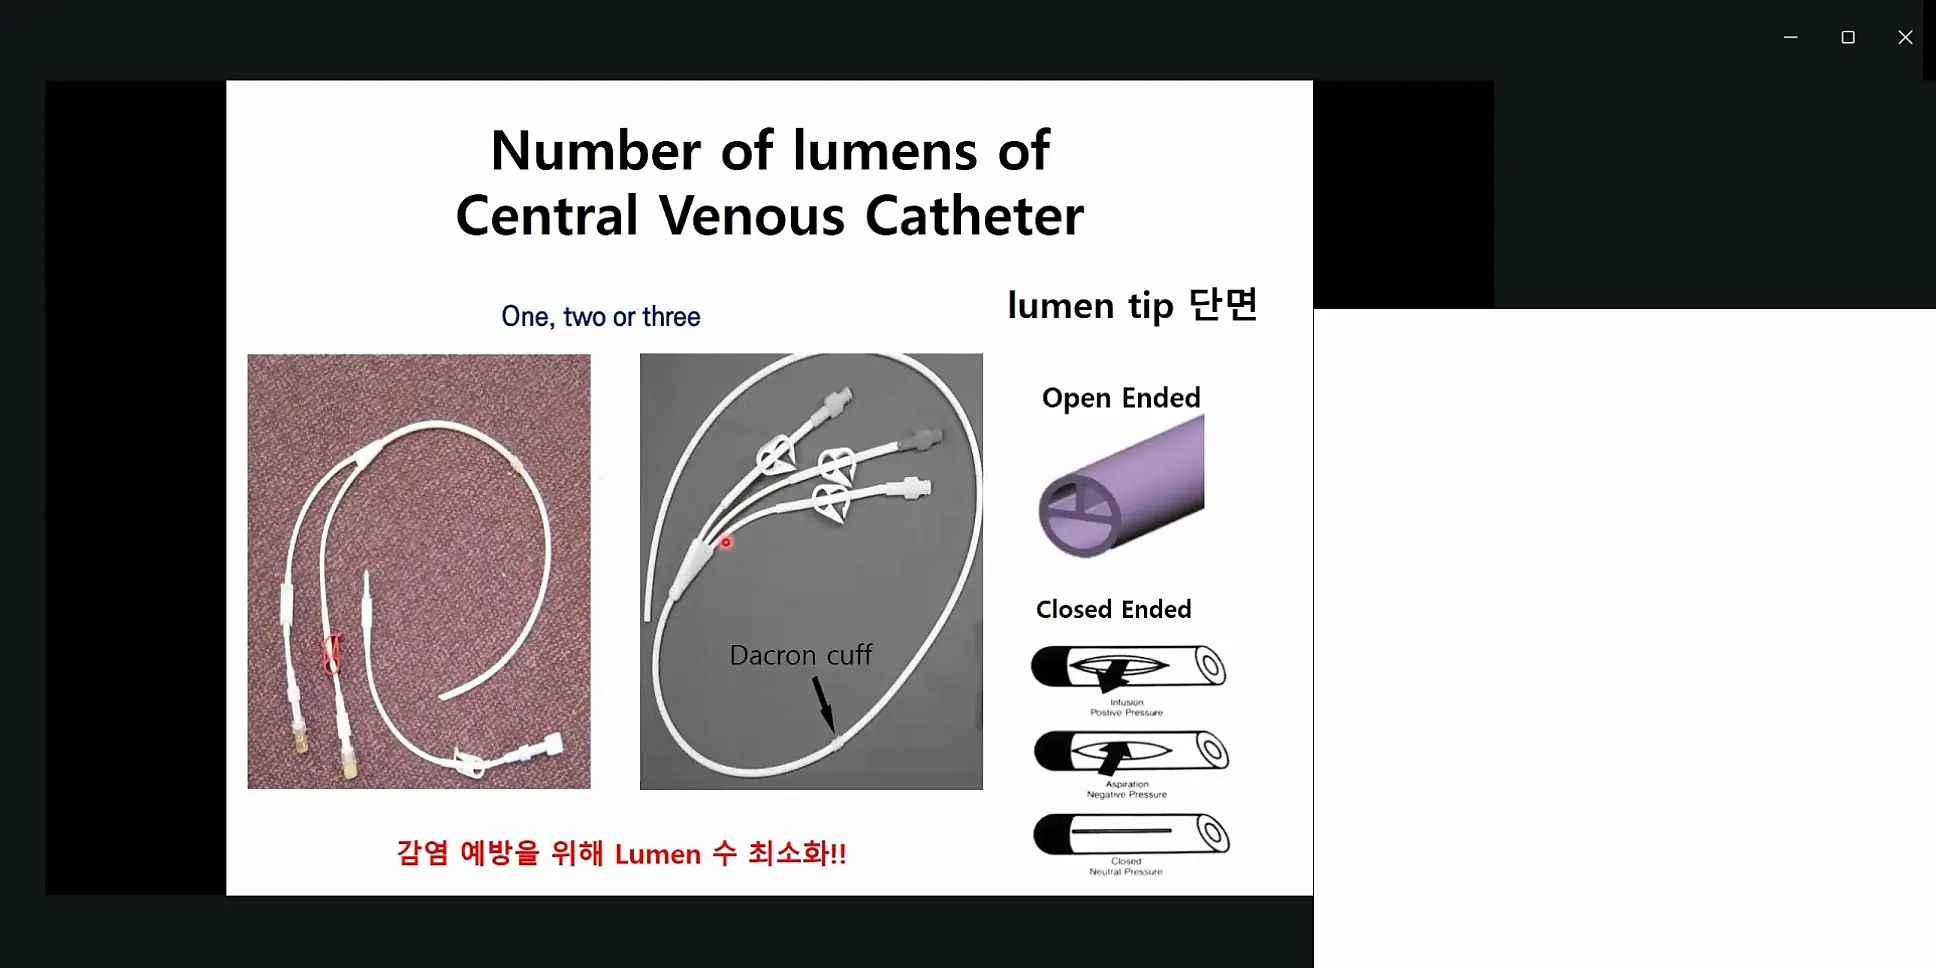 Number of lumens of
Central Venous Catheter
One, two or three
lumen tip 단면
Open Ended
Closed Ended
Dacron cuff
Infusion
Postive Pressure
Aspiration
Negative Pressure
Closed
Neutral Pressure
감염 예방을 위해 Lumen 수 최소화!!